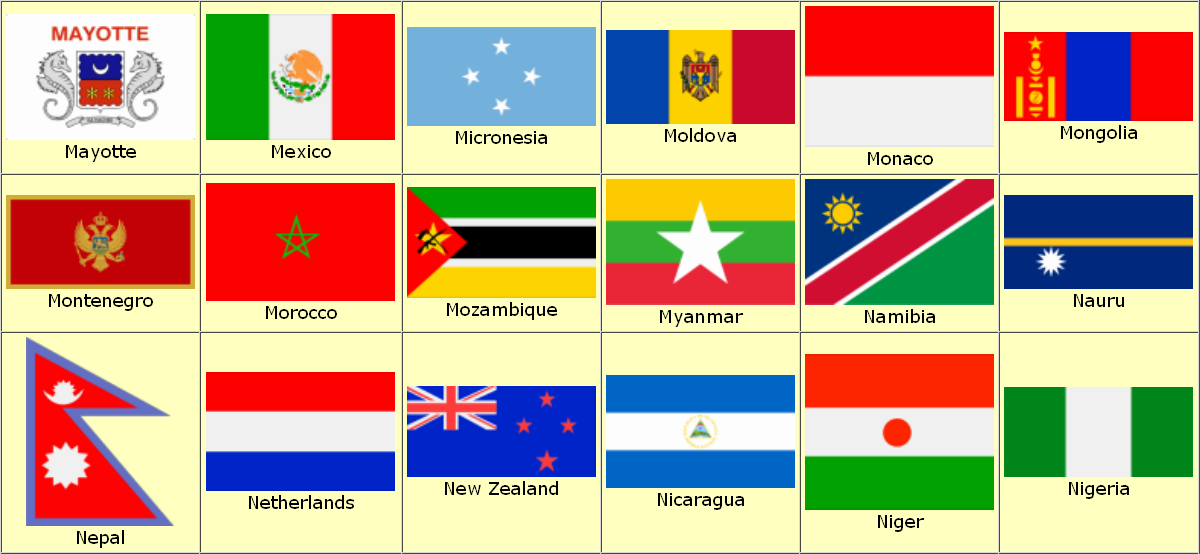 MAYOTTE
Mayotte
Mexico
Micronesia
Moldova
Monaco
Mongolia
Montenegro
Morocco
Mozambique
Myanmar
Namibia
Nauru
Nepal
Netherlands
New Zealand
Nicaragua
Niger
Nigeria